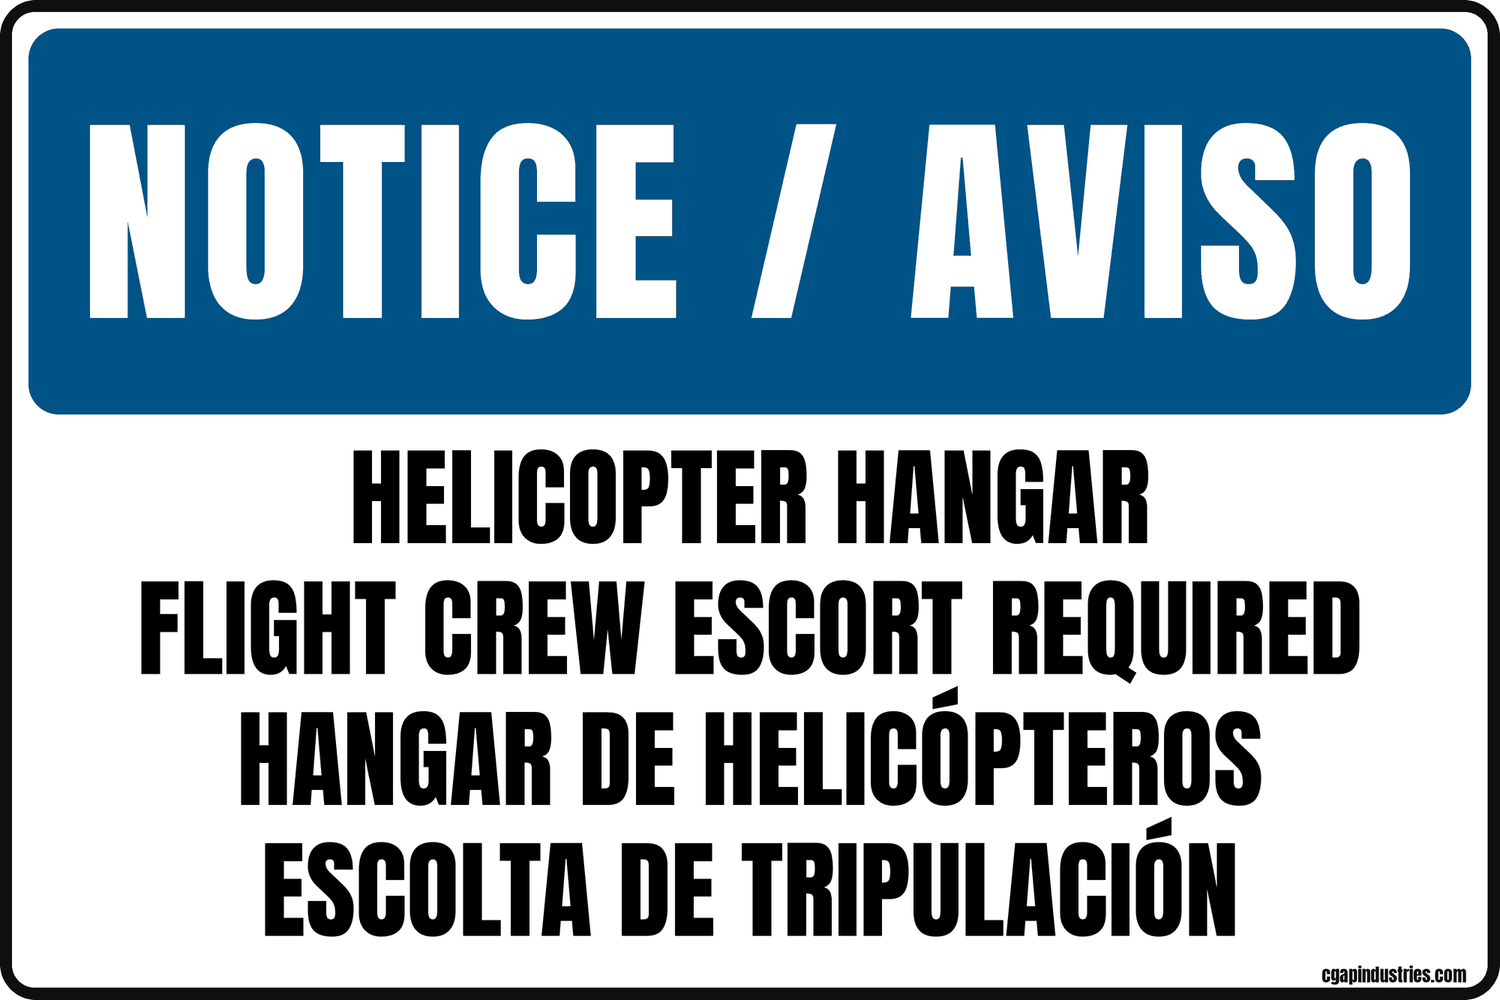 NOTICE / AVISO
HELICOPTER HANGAR
FLIGHT CREW ESCORT REQUIRED
HANGAR DE HELICÓPTEROS
ESCOLTA DE TRIPULACIÓN
cgapindustries.com